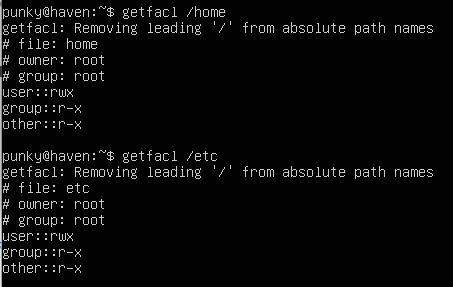 punky@haven:~$ getfacl /home
getfacl: Removing leading '/' from absolute path names
# file: home
# owner: root
# group: root
user::rwx
group::r-x
other::r-x

punky@haven:~$ getfacl /etc
getfacl: Removing leading '/' from absolute path names
# file: etc
# owner: root
# group: root
user::rwx
group::r-x
other::r-x